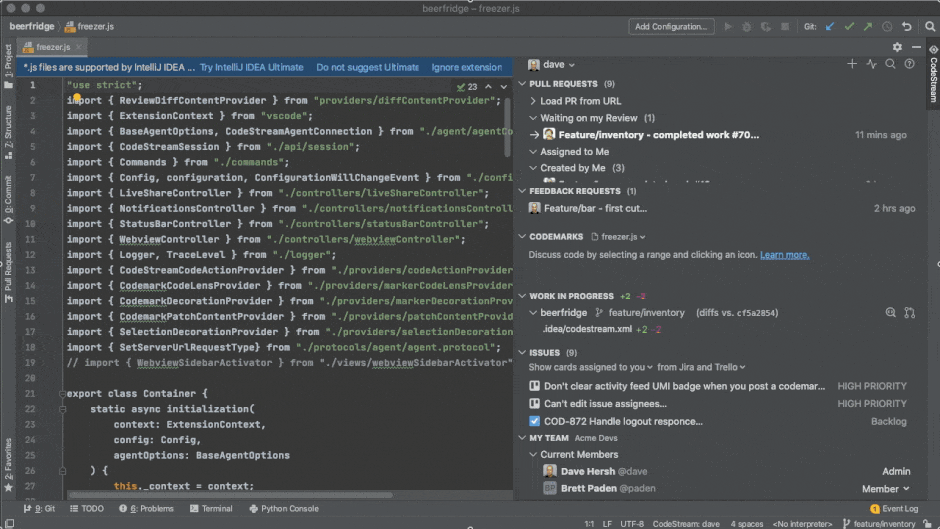 beerfridge – freezer.js
beerfridge
freezer.js
Add Configuration...
Git:
freezer.js
*.js files are supported by IntelliJ IDEA ...
Try IntelliJ IDEA Ultimate
Do not suggest Ultimate
Ignore extension
1: Project
7: Structure
0: Commit
Pull Requests
2: Favorites
23
1 "use strict";
2 import { ReviewDiffContentProvider } from "providers/diffContentProvider";
3 import { ExtensionContext } from "vscode";
4 import { BaseAgentOptions, CodeStreamAgentConnection } from "./agent/agentCo
5 import { CodeStreamSession } from "./api/session";
6 import { Commands } from "./commands";
7 import { Config, configuration, ConfigurationWillChangeEvent } from "./confi
8 import { LiveShareController } from "./controllers/liveShareController";
9 import { NotificationsController } from "./controllers/notificationsControll
10 import { StatusBarController } from "./controllers/statusBarController";
11 import { WebviewController } from "./controllers/webviewController";
12 import { Logger, TraceLevel } from "./logger";
13 import { CodeStreamCodeActionProvider } from "./providers/codeActionProvider
14 import { CodemarkCodeLensProvider } from "./providers/markerCodeLensProvider
15 import { CodemarkDecorationProvider } from "./providers/markerDecorationProv
16 import { CodemarkPatchContentProvider } from "./providers/patchContentProvid
17 import { SelectionDecorationProvider } from "./providers/selectionDecoration
18 import { SetServerUrlRequestType} from "./protocols/agent/agent.protocol";
19 // import { WebviewSidebarActivator } from "./views/webviewSidebarActivator"
20
21 export class Container {
22 static async initialization(
23 context: ExtensionContext,
24 config: Config,
25 agentOptions: BaseAgentOptions
26 ) {
27 this._context = context;
dave
PULL REQUESTS (9)
Load PR from URL
Waiting on my Review (1)
Feature/inventory - completed work #70... 11 mins ago
Assigned to Me
Created by Me (3)
FEEDBACK REQUESTS (1)
Feature/bar - first cut... 2 hrs ago
CODEMARKS freezer.js
Discuss code by selecting a range and clicking an icon. Learn more.
WORK IN PROGRESS +2 -2
beerfridge feature/inventory (diffs vs. cf5a2854)
.idea/codestream.xml +2 -2
ISSUES (9)
Show cards assigned to you from Jira and Trello
Don't clear activity feed UMI badge when you post a codemar... HIGH PRIORITY
Can't edit issue assignees... HIGH PRIORITY
COD-872 Handle logout responce... Backlog
MY TEAM Acme Devs
Current Members
Dave Hersh @dave Admin
Brett Paden @paden Member
CodeStream
9: Git
TODO
6: Problems
Terminal
Python Console
1 Event Log
1:1 LF UTF-8 CodeStream: dave 4 spaces <No interpreter> feature/inventory